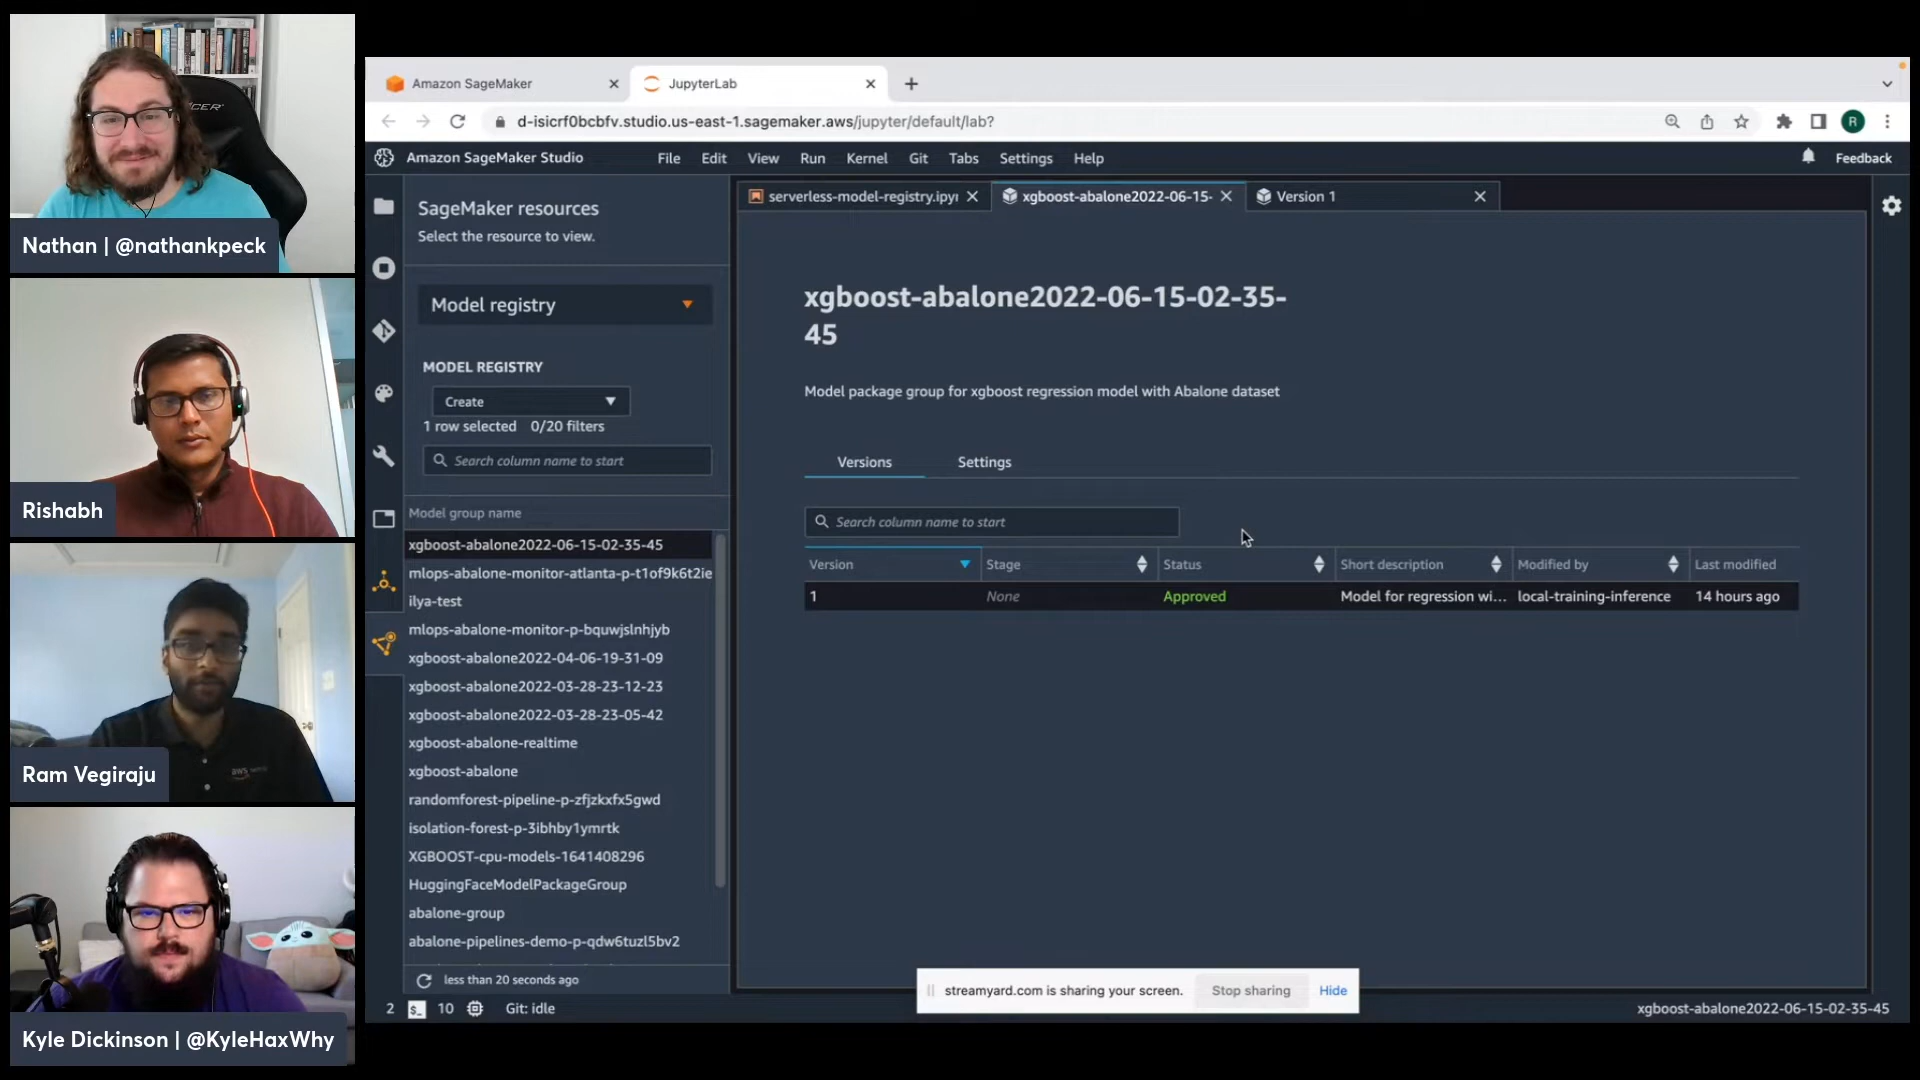 Nathan | @nathankpeck
Rishabh
aws
Ram Vegiraju
Kyle Dickinson | @KyleHaxWhy
Amazon SageMaker
JupyterLab
d-isicrf0bcbfv.studio.us-east-1.sagemaker.aws/jupyter/default/lab?
R
Amazon SageMaker Studio File Edit View Run Kernel Git Tabs Settings Help Feedback
SageMaker resources
Select the resource to view.
Model registry
MODEL REGISTRY
Create
1 row selected 0/20 filters
Search column name to start
Model group name
xgboost-abalone2022-06-15-02-35-45
mlops-abalone-monitor-atlanta-p-t1of9k6t2ie
ilya-test
mlops-abalone-monitor-p-bquwjslnhjyb
xgboost-abalone2022-04-06-19-31-09
xgboost-abalone2022-03-28-23-12-23
xgboost-abalone2022-03-28-23-05-42
xgboost-abalone-realtime
xgboost-abalone
randomforest-pipeline-p-zfjzkxfx5gwd
isolation-forest-p-3ibhby1ymrtk
XGBOOST-cpu-models-1641408296
HuggingFaceModelPackageGroup
abalone-group
abalone-pipelines-demo-p-qdw6tuzl5bv2
less than 20 seconds ago
serverless-model-registry.ipyn
xgboost-abalone2022-06-15-
Version 1
xgboost-abalone2022-06-15-02-35-
45
Model package group for xgboost regression model with Abalone dataset
Versions Settings
Search column name to start
Version Stage Status Short description Modified by Last modified
1 None Approved Model for regression wi... local-training-inference 14 hours ago
streamyard.com is sharing your screen. Stop sharing Hide
2 $_ 10 Git: idle
xgboost-abalone2022-06-15-02-35-45